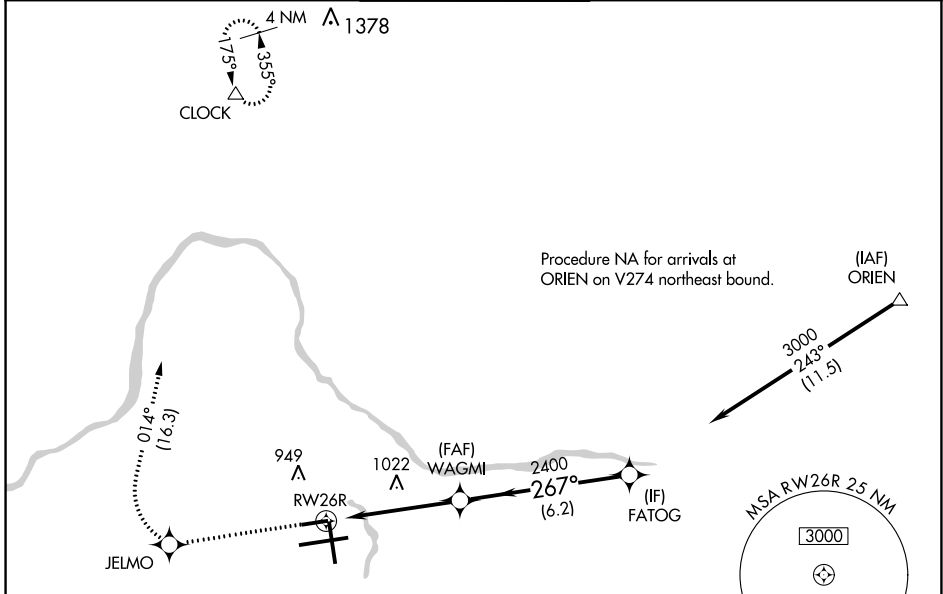 4 NM
1378
175°
355°
CLOCK
Procedure NA for arrivals at
ORIEN on V274 northeast bound.
(IAF)
ORIEN
3000
243°
(11.5)
014°
(16.3)
949
1022
(FAF)
WAGMI
2400
267°
(6.2)
(IF)
FATOG
RW26R
JELMO
MSA RW26R 25 NM
3000